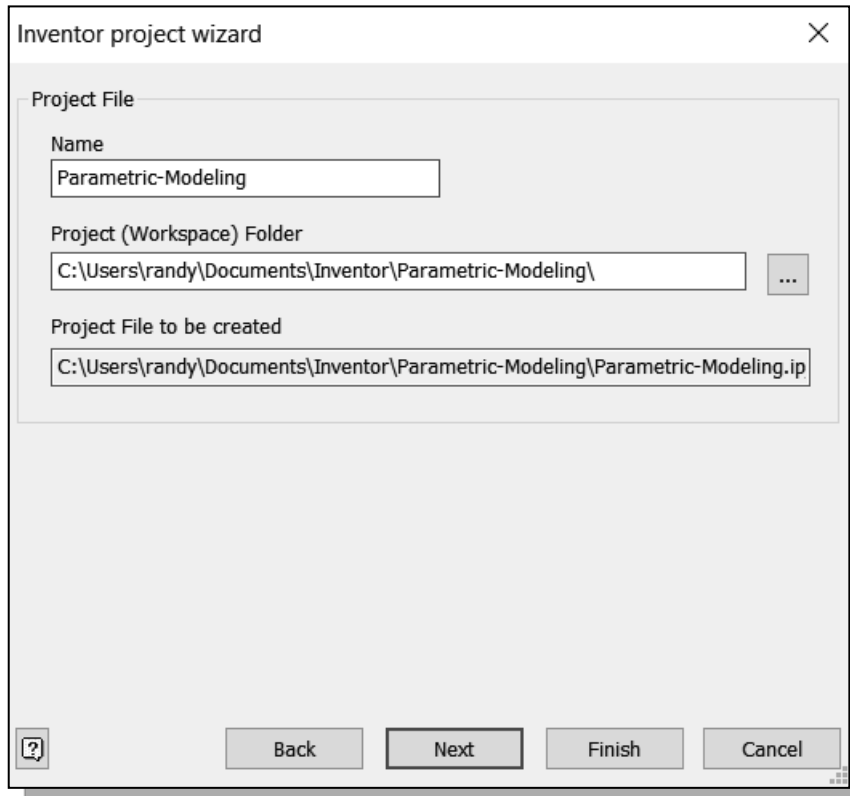 Inventor project wizard
Project File
Name
Parametric-Modeling
Project (Workspace) Folder
C:\Users\randy\Documents\Inventor\Parametric-Modeling\
...
Project File to be created
C:\Users\randy\Documents\Inventor\Parametric-Modeling\Parametric-Modeling.ip
? Back Next Finish Cancel